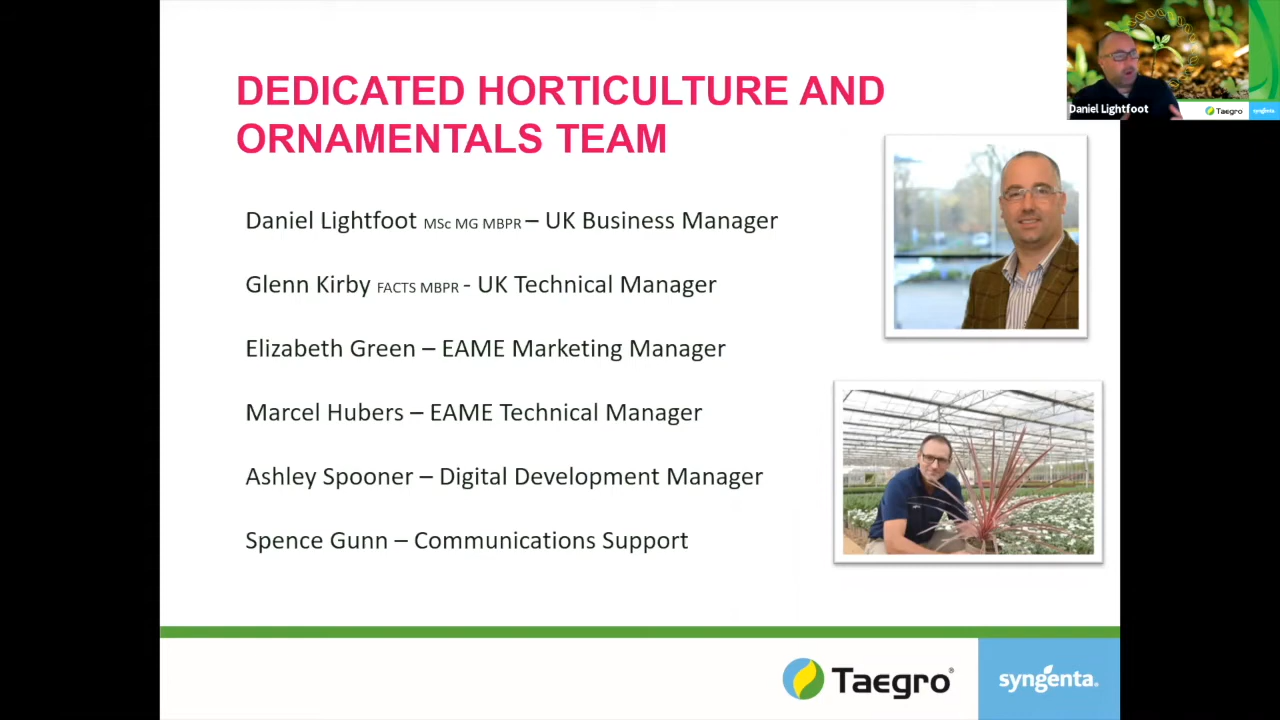 DEDICATED HORTICULTURE AND
ORNAMENTALS TEAM
Daniel Lightfoot MSc MG MBPR – UK Business Manager
Glenn Kirby FACTS MBPR - UK Technical Manager
Elizabeth Green – EAME Marketing Manager
Marcel Hubers – EAME Technical Manager
Ashley Spooner – Digital Development Manager
Spence Gunn – Communications Support
Daniel Lightfoot
Taegro
syngenta
Taegro®
syngenta®